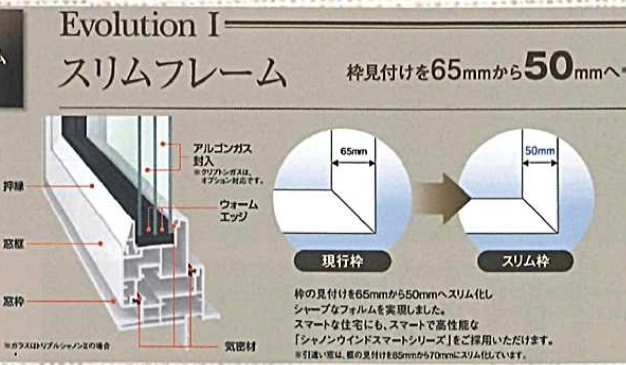 Evolution I
スリムフレーム
枠見付けを65mmから50mmへ
アルゴンガス
封入
※クリプトンガスは、
オプション対応です。
ウォーム
エッジ
押縁
窓框
窓枠
気密材
※ガラスはトリプルシャノンⅡの場合
65mm
現行枠
50mm
スリム枠
枠の見付けを65mmから50mmへスリム化し
シャープなフォルムを実現しました。
スマートな住宅にも、スマートで高性能な
「シャノンウインドスマートシリーズ」をご採用いただけます。
※引違い窓は、框の見付けを85mmから70mmにスリム化しています。